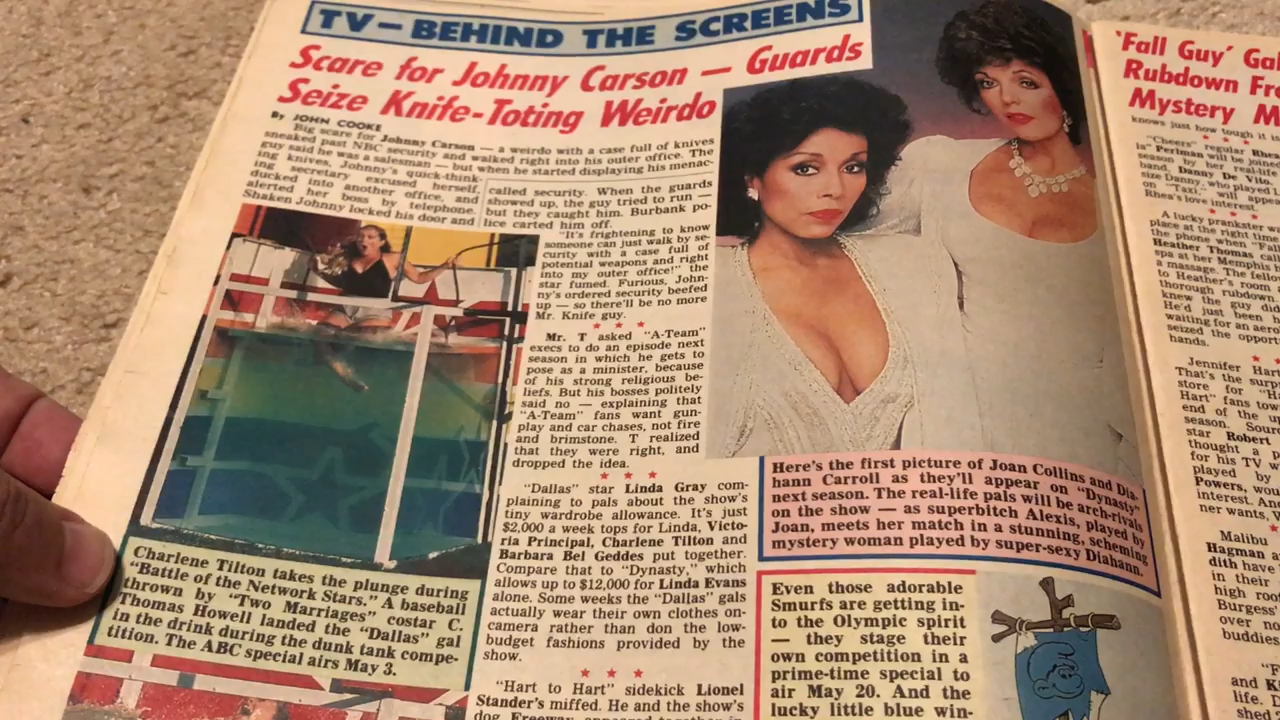 TV—BEHIND THE SCREENS
Scare for Johnny Carson — Guards
Seize Knife-Toting Weirdo
By JOHN COOKE
Big scare for Johnny Carson — a weirdo with a case full of knives
sneaked past NBC security and walked right into his outer office. The
guy said he was a salesman — but when he started displaying his menac-
ing knives, Johnny's quick-think-
ing secretary excused herself,
ducked into another office, and
alerted her boss by telephone.
Shaken Johnny locked his door and
called security. When the guards
showed up, the guy tried to run —
but they caught him. Burbank po-
lice carted him off.
"It's frightening to know
someone can just walk by se-
curity with a case full of
potential weapons and right
into my outer office!" the
star fumed. Furious, John-
ny's ordered security beefed
up — so there'll be no more
Mr. Knife guy.
Mr. T asked "A-Team"
execs to do an episode next
season in which he gets to
pose as a minister, because
of his strong religious be-
liefs. But his bosses politely
said no — explaining that
"A-Team" fans want gun-
play and car chases, not fire
and brimstone. T realized
that they were right, and
dropped the idea.
"Dallas" star Linda Gray com-
plaining to pals about the show's
tiny wardrobe allowance. It's just
$2,000 a week tops for Linda, Victo-
ria Principal, Charlene Tilton and
Barbara Bel Geddes put together.
Compare that to "Dynasty," which
allows up to $12,000 for Linda Evans
alone. Some weeks the "Dallas" gals
actually wear their own clothes on-
camera rather than don the low-
budget fashions provided by the
show.
"Hart to Hart" sidekick Lionel
Stander's miffed. He and the show's
dog, Freeway, appeared together in
Charlene Tilton takes the plunge during
"Battle of the Network Stars." A baseball
thrown by "Two Marriages" costar C.
Thomas Howell landed the "Dallas" gal
in the drink during the dunk tank compe-
tition. The ABC special airs May 3.
Here's the first picture of Joan Collins and Dia-
hann Carroll as they'll appear on "Dynasty"
next season. The real-life pals will be arch-rivals
on the show — as superbitch Alexis, played by
Joan, meets her match in a stunning, scheming
mystery woman played by super-sexy Diahann.
Even those adorable
Smurfs are getting in-
to the Olympic spirit
— they stage their
own competition in a
prime-time special to
air May 20. And the
lucky little blue win-
'Fall Guy' Gal
Rubdown
Mystery
knows just how tough it
"Cheers" regular
Perlman will be joined
season by her real-life
band, Danny De Vito.
size Danny, who played
on "Taxi,"
Rhea's love interest.
A lucky prankster
place at the right time
the phone when
Heather Thomas
spa at her Memphis
a massage. The
to Heather's room
thorough rubdown
knew the guy
He'd just been
waiting for an
seized the
hands.
Jennifer
That's the
store for
Hart" fans
end of the
season.
star Robert
thought a
for his TV
played by
Powers,
interest.
ner wants,
Malibu
Hagman
dith have
in their
high
Burgess'
over
buddies
and
life.